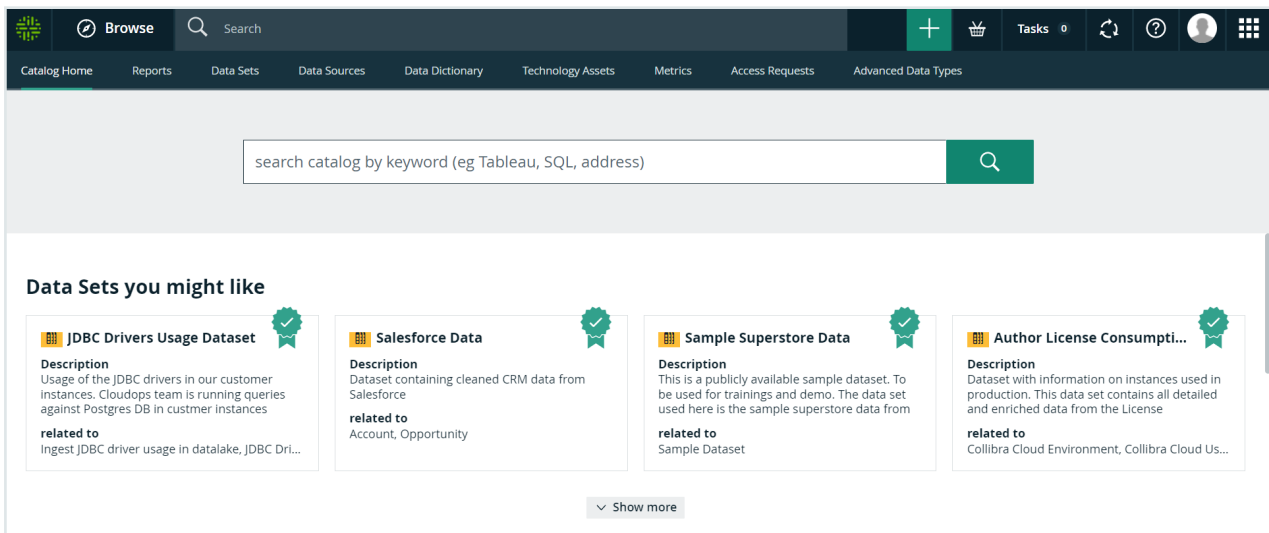 Browse
Search
Tasks 0
Catalog Home Reports Data Sets Data Sources Data Dictionary Technology Assets Metrics Access Requests Advanced Data Types
search catalog by keyword (eg Tableau, SQL, address)
Data Sets you might like
JDBC Drivers Usage Dataset
Description
Usage of the JDBC drivers in our customer
instances. Cloudops team is running queries
against Postgres DB in custmer instances
related to
Ingest JDBC driver usage in datalake, JDBC Dri...
Salesforce Data
Description
Dataset containing cleaned CRM data from
Salesforce
related to
Account, Opportunity
Sample Superstore Data
Description
This is a publicly available sample dataset. To
be used for trainings and demo. The data set
used here is the sample superstore data from
related to
Sample Dataset
Author License Consumpti...
Description
Dataset with information on instances used in
production. This data set contains all detailed
and enriched data from the License
related to
Collibra Cloud Environment, Collibra Cloud Us...
Show more